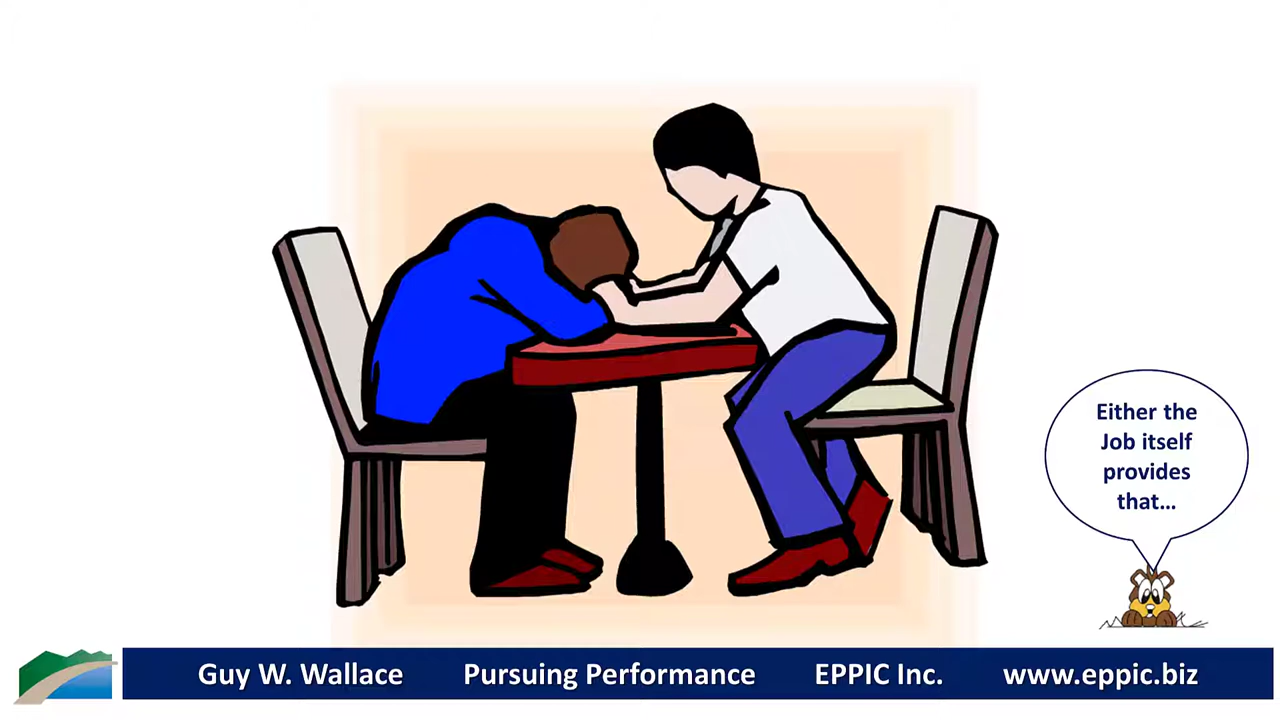 Either the
Job itself
provides
that...
Guy W. Wallace Pursuing Performance EPPIC Inc. www.eppic.biz